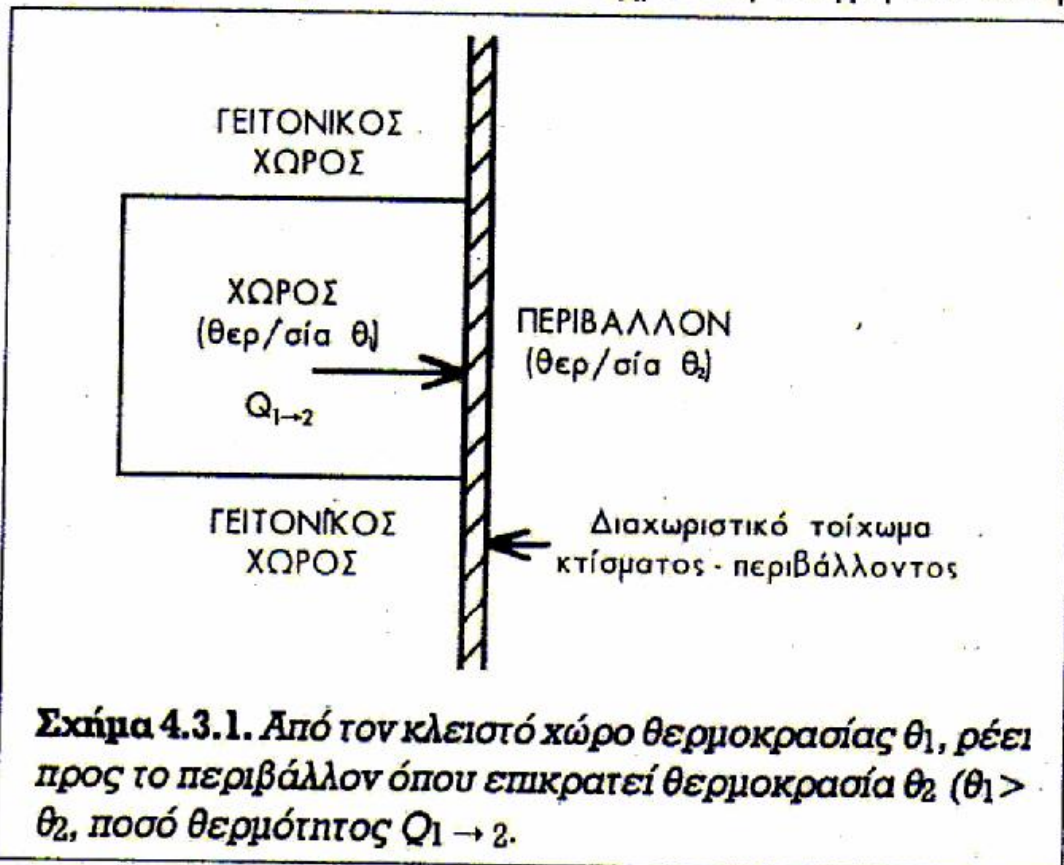 ΓΕΙΤΟΝΙΚΟΣ
ΧΩΡΟΣ
ΧΩΡΟΣ
(θερ/σία θ₁)
Q₁→₂
ΠΕΡΙΒΑΛΛΟΝ
(θερ/σία θ₂)
ΓΕΙΤΟΝΙΚΟΣ
ΧΩΡΟΣ
Διαχωριστικό τοίχωμα
κτίσματος - περιβάλλοντος
Σχήμα 4.3.1. Από τον κλειστό χώρο θερμοκρασίας θ1, ρέει
προς το περιβάλλον όπου επικρατεί θερμοκρασία θ2 (θ1 >
θ2, ποσό θερμότητος Q1 → 2.